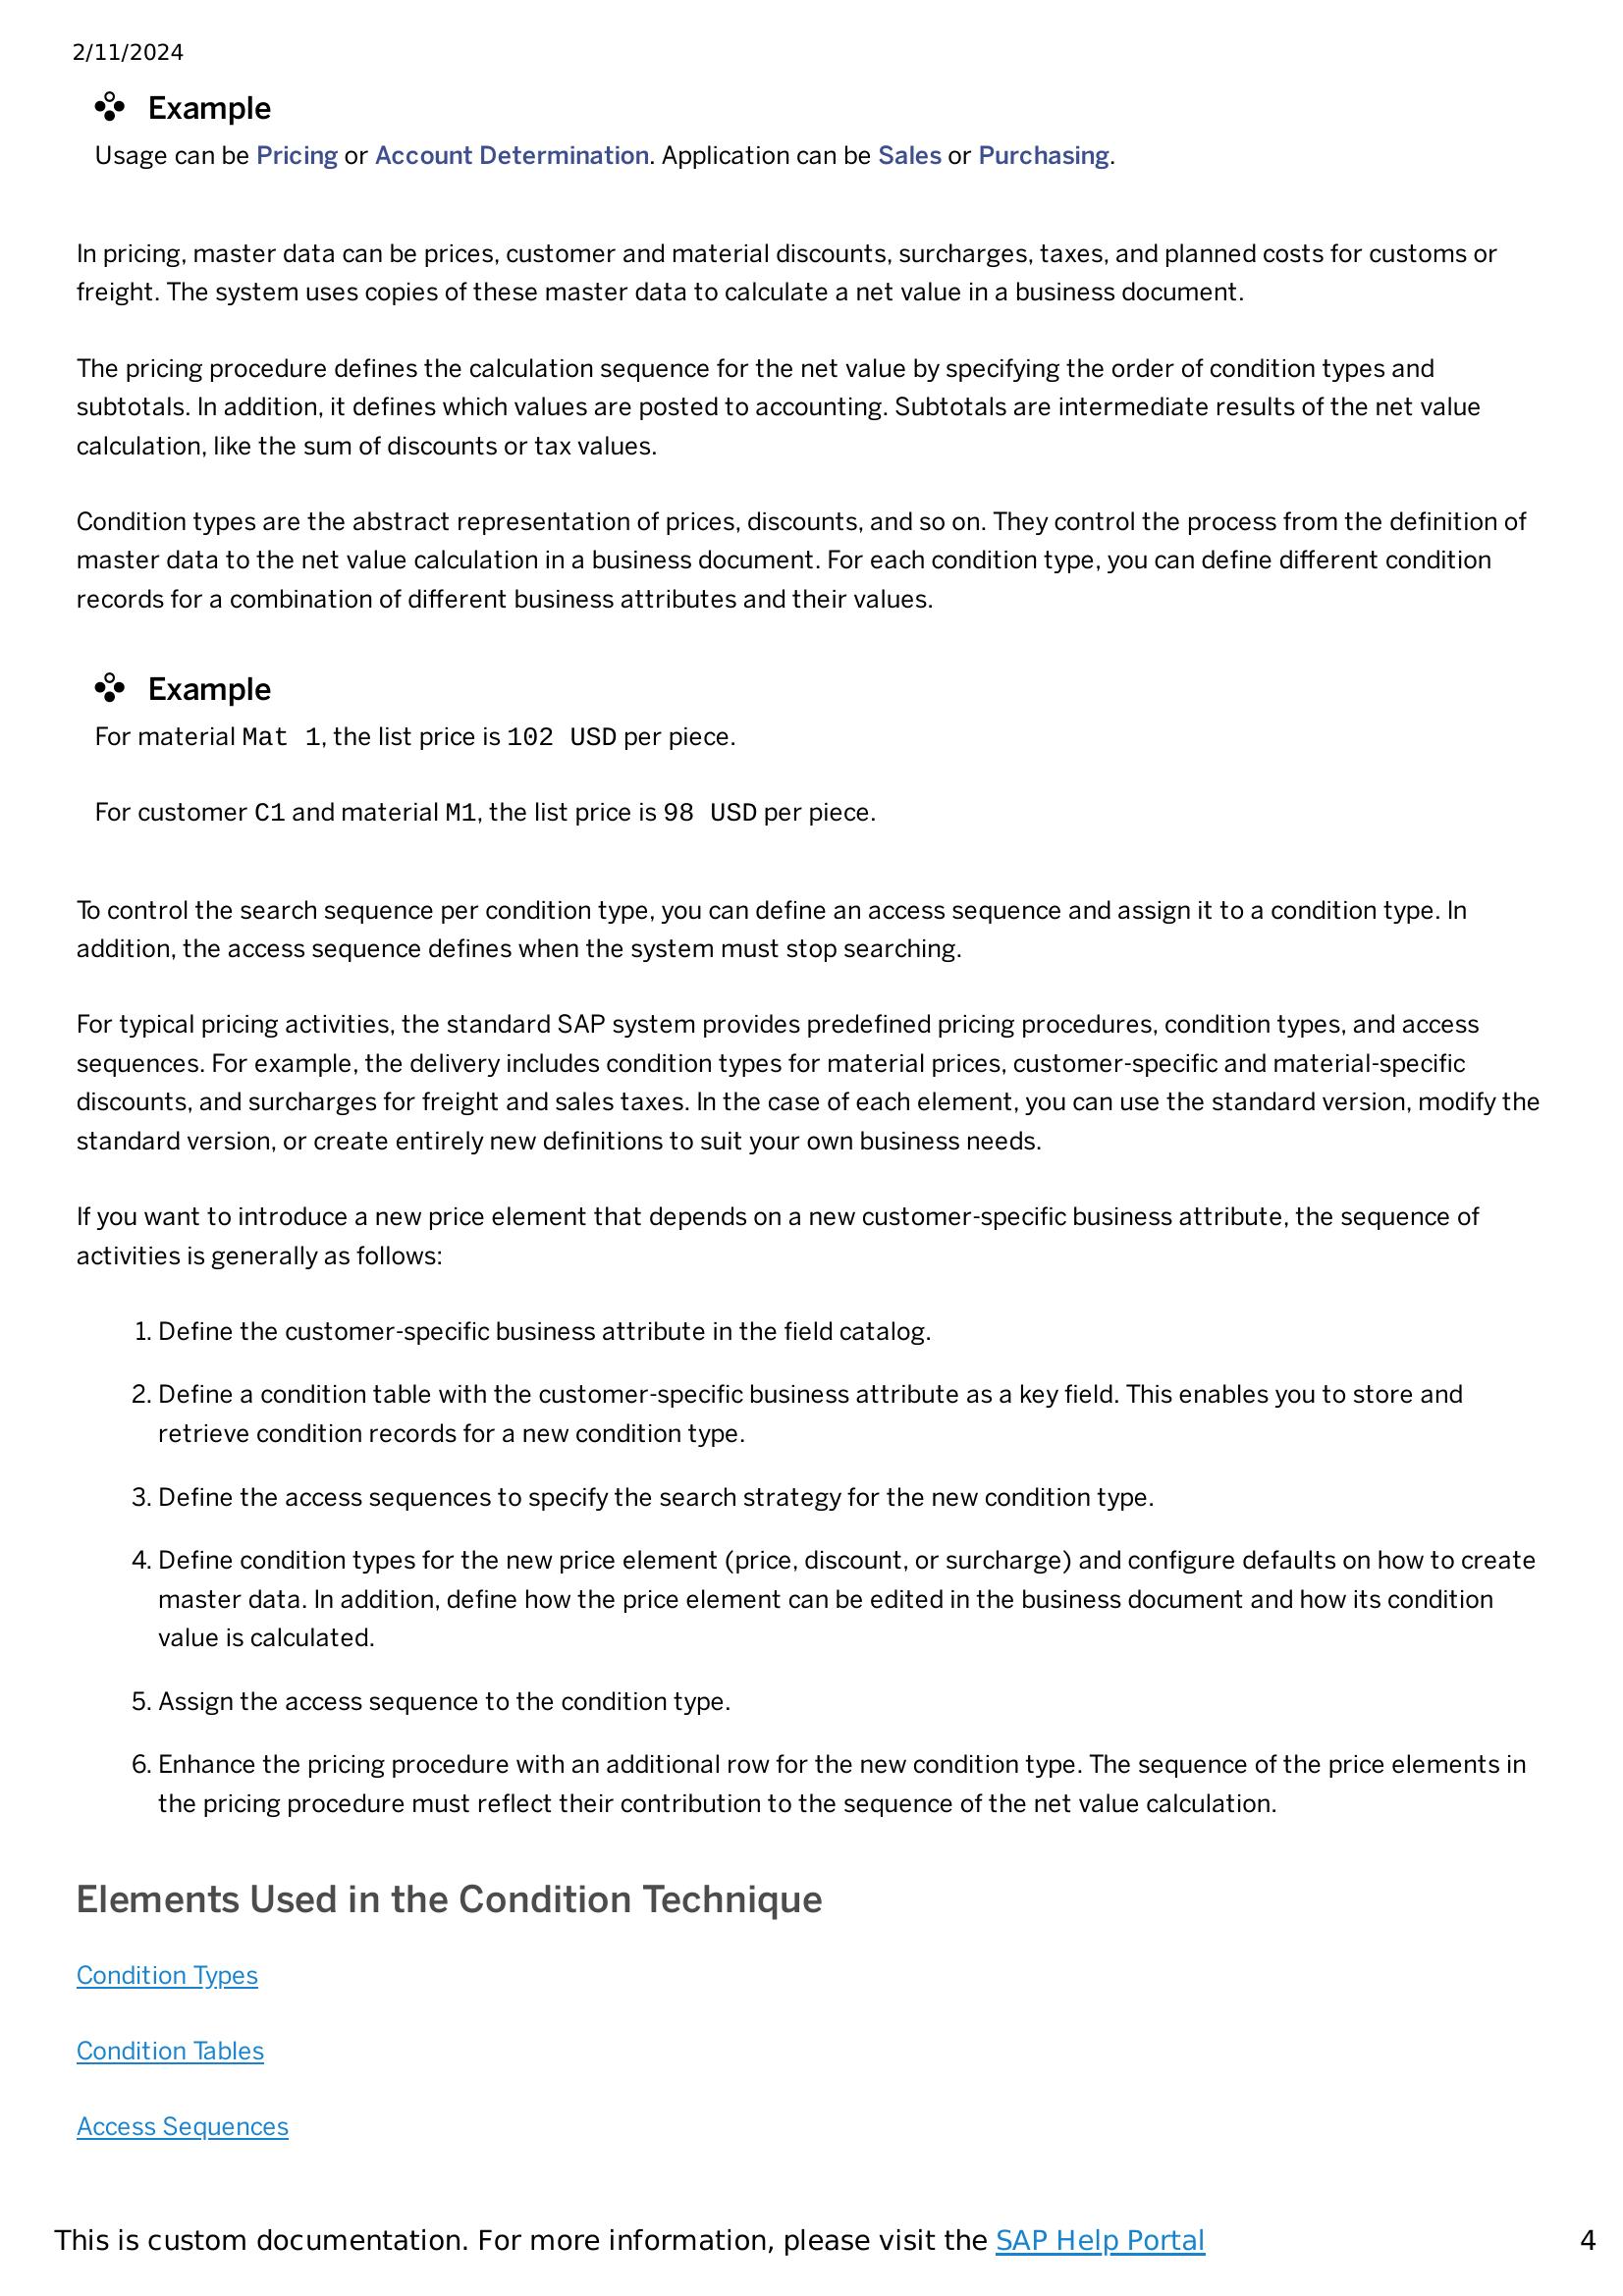 2/11/2024
Example
Usage can be Pricing or Account Determination. Application can be Sales or Purchasing.
In pricing, master data can be prices, customer and material discounts, surcharges, taxes, and planned costs for customs or
freight. The system uses copies of these master data to calculate a net value in a business document.
The pricing procedure defines the calculation sequence for the net value by specifying the order of condition types and
subtotals. In addition, it defines which values are posted to accounting. Subtotals are intermediate results of the net value
calculation, like the sum of discounts or tax values.
Condition types are the abstract representation of prices, discounts, and so on. They control the process from the definition of
master data to the net value calculation in a business document. For each condition type, you can define different condition
records for a combination of different business attributes and their values.
Example
For material Mat 1, the list price is 102 USD per piece.
For customer C1 and material M1, the list price is 98 USD per piece.
To control the search sequence per condition type, you can define an access sequence and assign it to a condition type. In
addition, the access sequence defines when the system must stop searching.
For typical pricing activities, the standard SAP system provides predefined pricing procedures, condition types, and access
sequences. For example, the delivery includes condition types for material prices, customer-specific and material-specific
discounts, and surcharges for freight and sales taxes. In the case of each element, you can use the standard version, modify the
standard version, or create entirely new definitions to suit your own business needs.
If you want to introduce a new price element that depends on a new customer-specific business attribute, the sequence of
activities is generally as follows:
1. Define the customer-specific business attribute in the field catalog.
2. Define a condition table with the customer-specific business attribute as a key field. This enables you to store and
retrieve condition records for a new condition type.
3. Define the access sequences to specify the search strategy for the new condition type.
4. Define condition types for the new price element (price, discount, or surcharge) and configure defaults on how to create
master data. In addition, define how the price element can be edited in the business document and how its condition
value is calculated.
5. Assign the access sequence to the condition type.
6. Enhance the pricing procedure with an additional row for the new condition type. The sequence of the price elements in
the pricing procedure must reflect their contribution to the sequence of the net value calculation.
Elements Used in the Condition Technique
Condition Types
Condition Tables
Access Sequences
This is custom documentation. For more information, please visit the SAP Help Portal
4